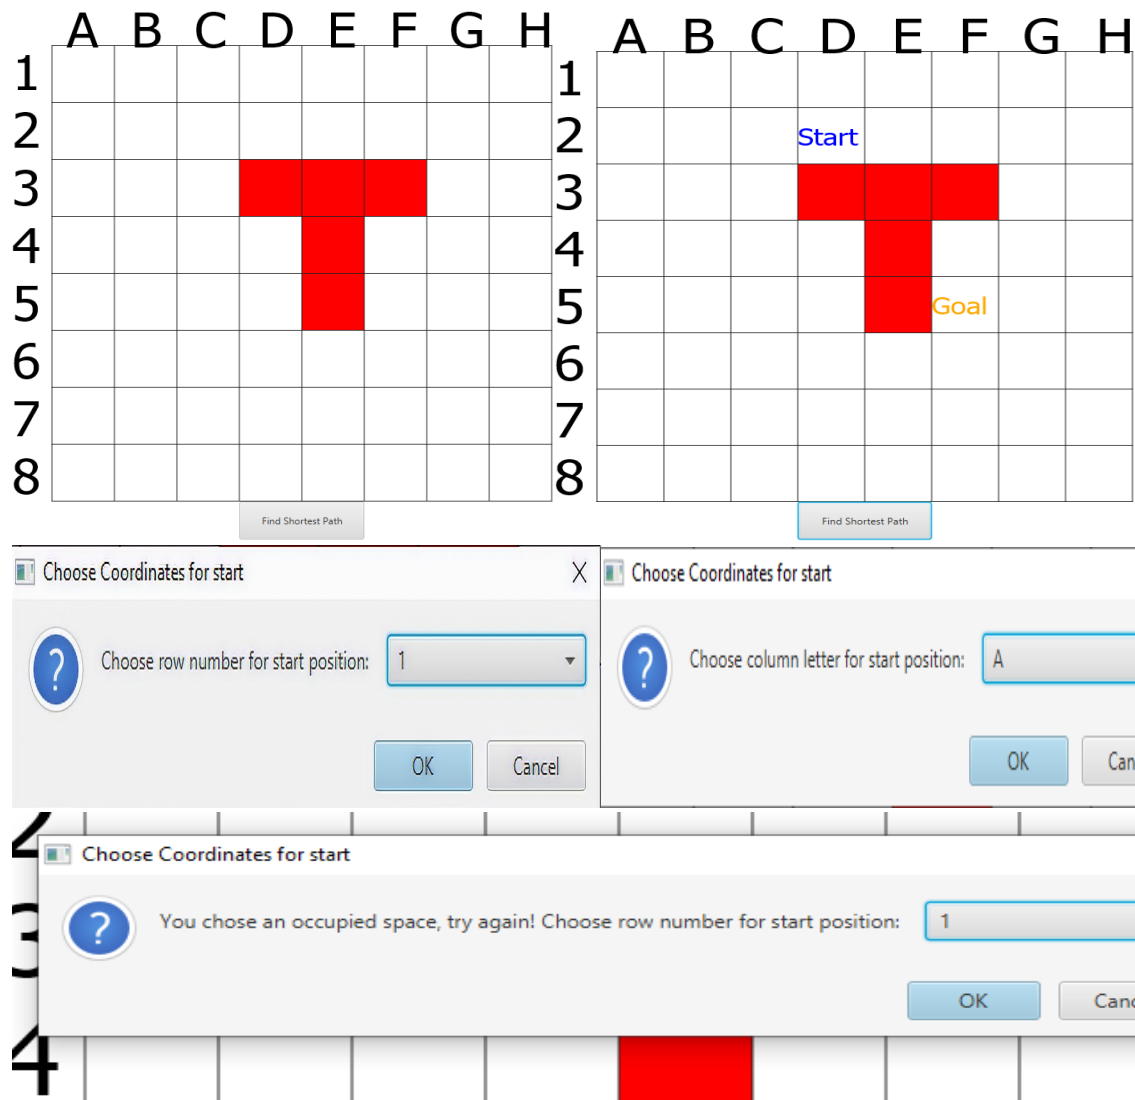 A B C D E F G H
1
2
3
4
5
6
7
8
Find Shortest Path
A B C D E F G H
1
2 Start
3
4
5 Goal
6
7
8
Find Shortest Path
Choose Coordinates for start X
Choose row number for start position: 1
OK Cancel
Choose Coordinates for start
Choose column letter for start position: A
OK Can
2
Choose Coordinates for start
3
You chose an occupied space, try again! Choose row number for start position: 1
OK Canc
4